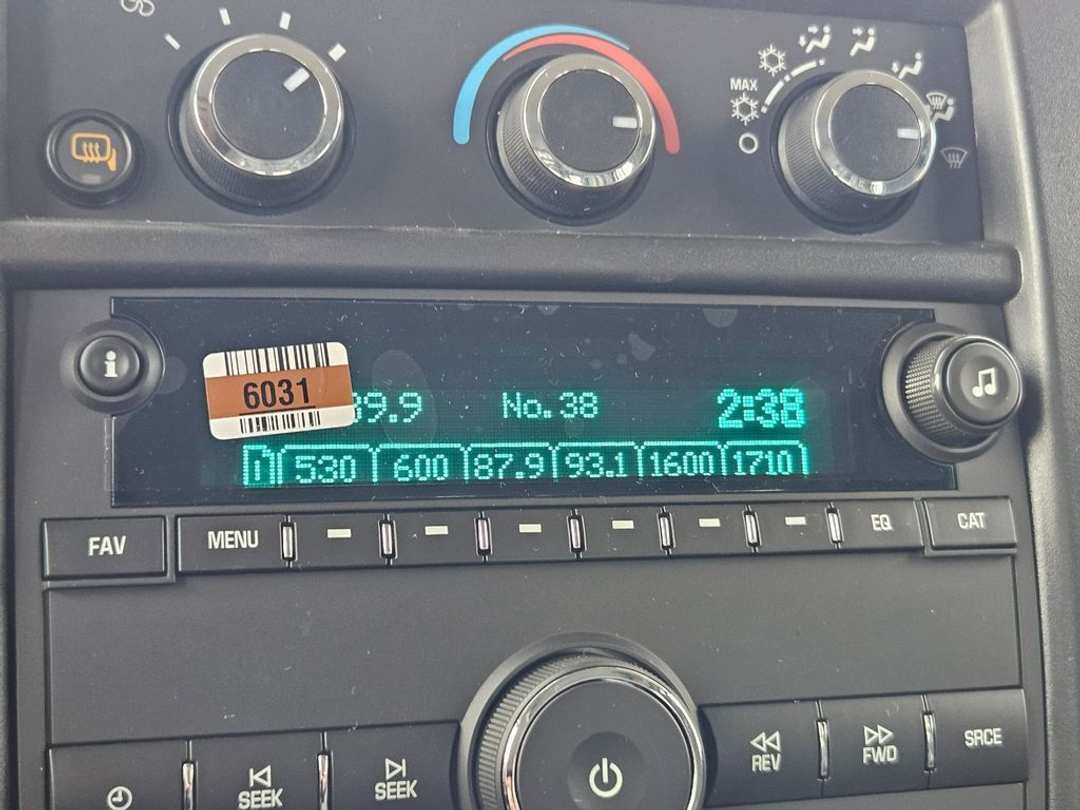 MAX
i
6031
89.9 No.38 2:38
530 600 87.9 93.1 1600 1710
FAV MENU EQ CAT
REV FWD SRCE
SEEK SEEK